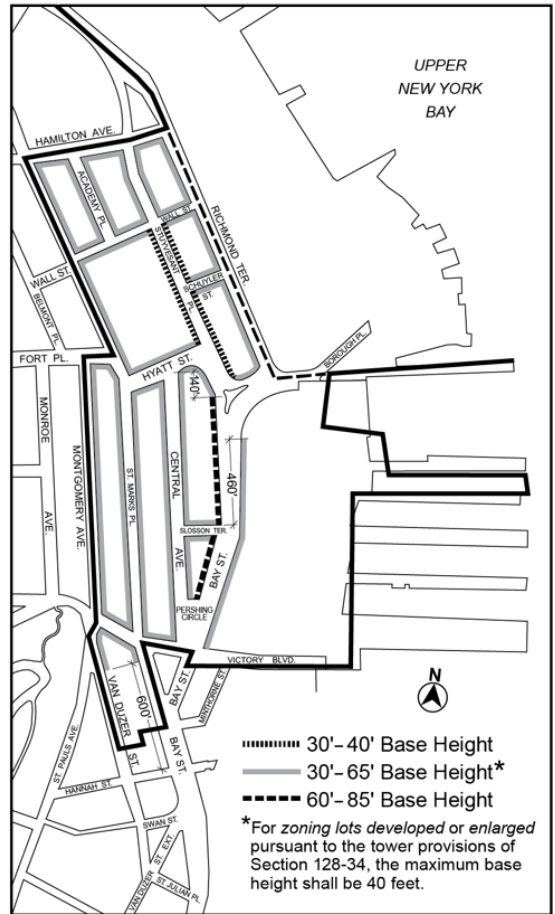 UPPER
NEW YORK
BAY
HAMILTON AVE.
ACADEMY PL.
WALL ST.
RICHMOND TER.
STUYVESANT
PL.
SCHUYLER
ST.
WALL ST.
BELMONT PL.
BOROUGH PL.
FORT PL.
HYATT ST.
140'
MONROE
AVE.
MONTGOMERY AVE.
ST. MARKS PL.
CENTRAL
AVE.
460'
SLOSSON TER.
BAY ST.
PERSHING
CIRCLE
VICTORY BLVD.
VAN DUZER
ST.
600'
BAY ST.
MINTHORNE ST.
BAY ST.
ST. PAULS AVE.
HANNAH ST.
SWAN ST.
VAN DUZER
ST. EXT.
ST. JULIAN PL.
N
30'–40' Base Height
30'–65' Base Height*
60'–85' Base Height
*For zoning lots developed or enlarged
pursuant to the tower provisions of
Section 128-34, the maximum base
height shall be 40 feet.